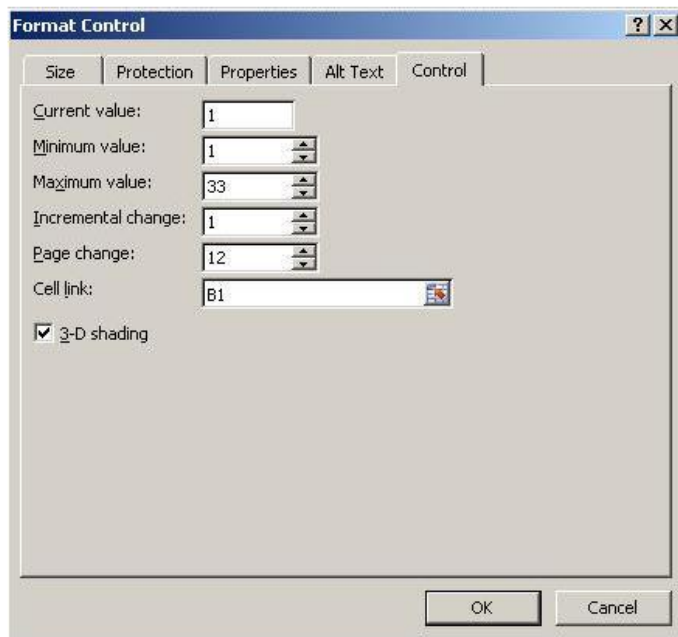 Format Control
Size Protection Properties Alt Text Control
Current value: 1
Minimum value: 1
Maximum value: 33
Incremental change: 1
Page change: 12
Cell link: B1
3-D shading
OK Cancel